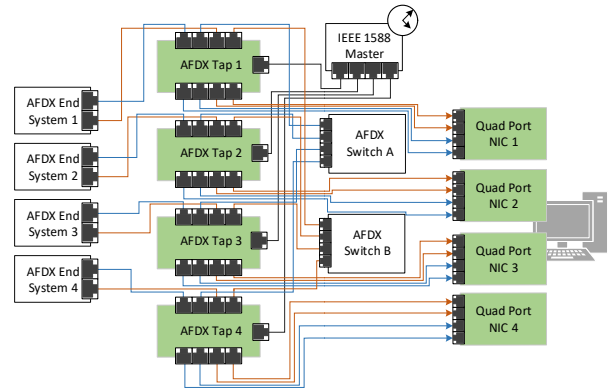 IEEE 1588
Master
AFDX Tap 1
AFDX End
System 1
AFDX
Switch A
Quad Port
NIC 1
AFDX End
System 2
AFDX Tap 2
Quad Port
NIC 2
AFDX End
System 3
AFDX Tap 3
AFDX
Switch B
Quad Port
NIC 3
AFDX End
System 4
AFDX Tap 4
Quad Port
NIC 4